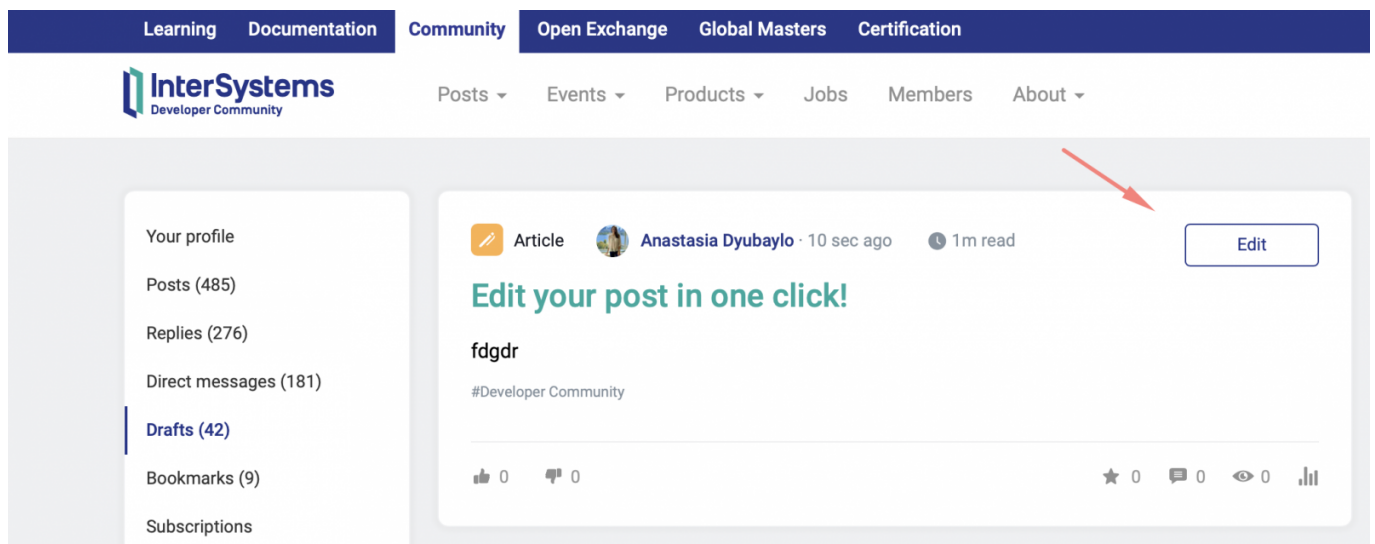 Learning Documentation Community Open Exchange Global Masters Certification
InterSystems
Developer Community
Posts Events Products Jobs Members About
Your profile
Posts (485)
Replies (276)
Direct messages (181)
Drafts (42)
Bookmarks (9)
Subscriptions
Article Anastasia Dyubaylo · 10 sec ago 1m read
Edit
Edit your post in one click!
fdgdr
#Developer Community
0 0 0 0 0